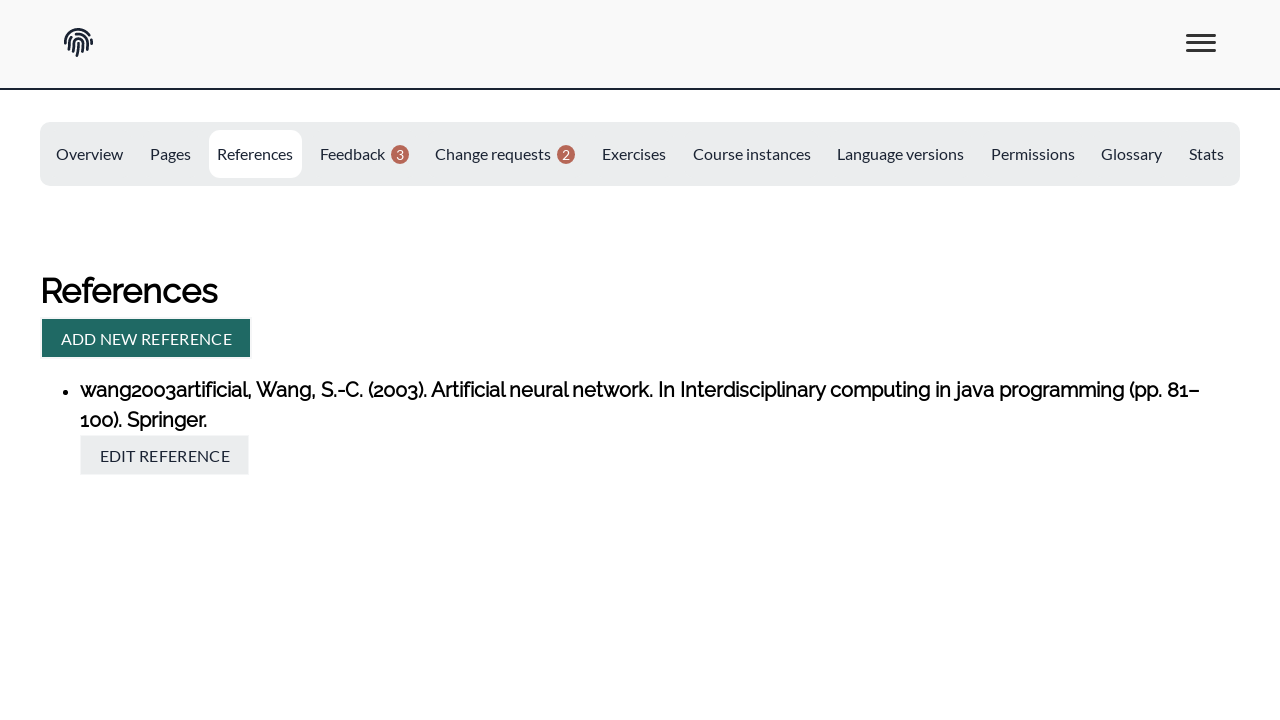 Overview Pages References Feedback 3 Change requests 2 Exercises Course instances Language versions Permissions Glossary Stats
References
ADD NEW REFERENCE
• wang2003artificial, Wang, S.-C. (2003). Artificial neural network. In Interdisciplinary computing in java programming (pp. 81–
100). Springer.
EDIT REFERENCE